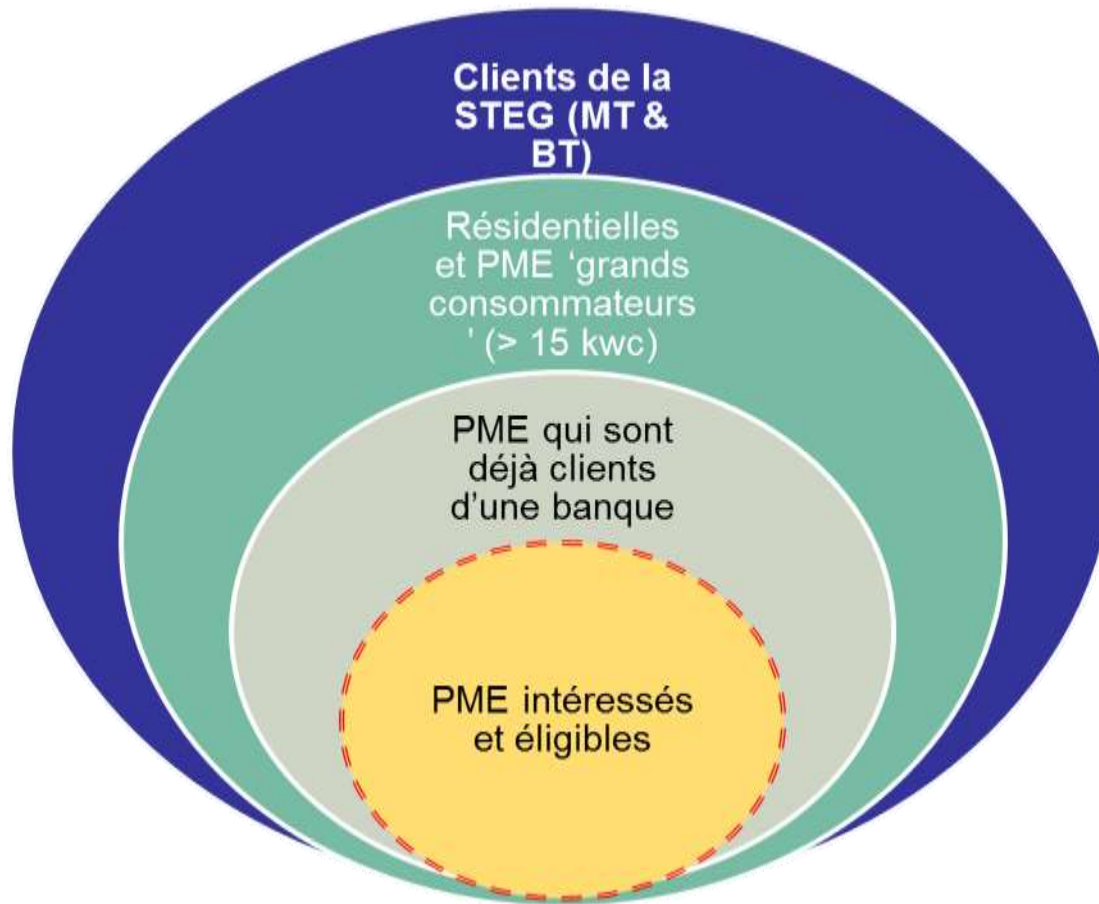 Clients de la
STEG (MT &
BT)
Résidentielles
et PME ‘grands
consommateurs
’ (> 15 kwc)
PME qui sont
déjà clients
d’une banque
PME intéressés
et éligibles